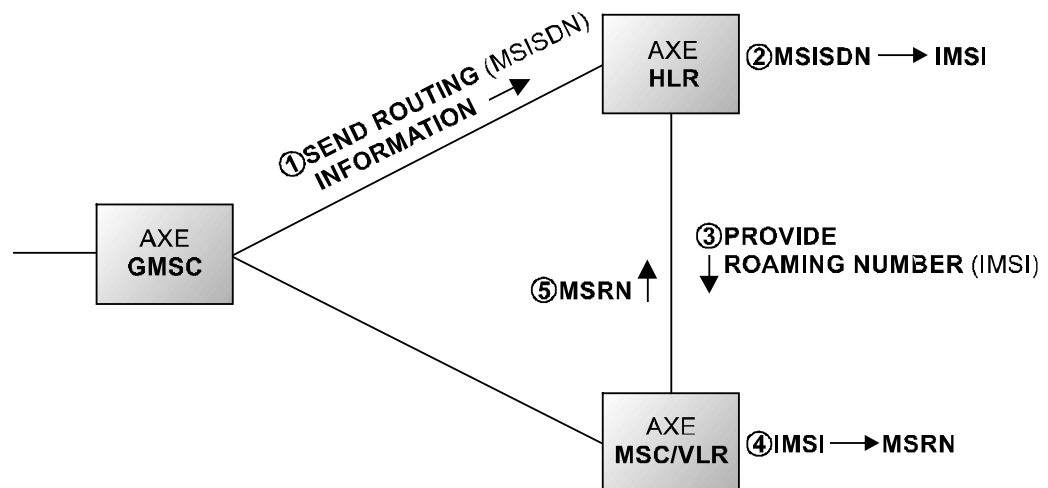 ①SEND ROUTING (MSISDN)
INFORMATION →
AXE
HLR
②MSISDN → IMSI
AXE
GMSC
③PROVIDE
↓ ROAMING NUMBER (IMSI)
⑤MSRN ↑
AXE
MSC/VLR
④IMSI → MSRN